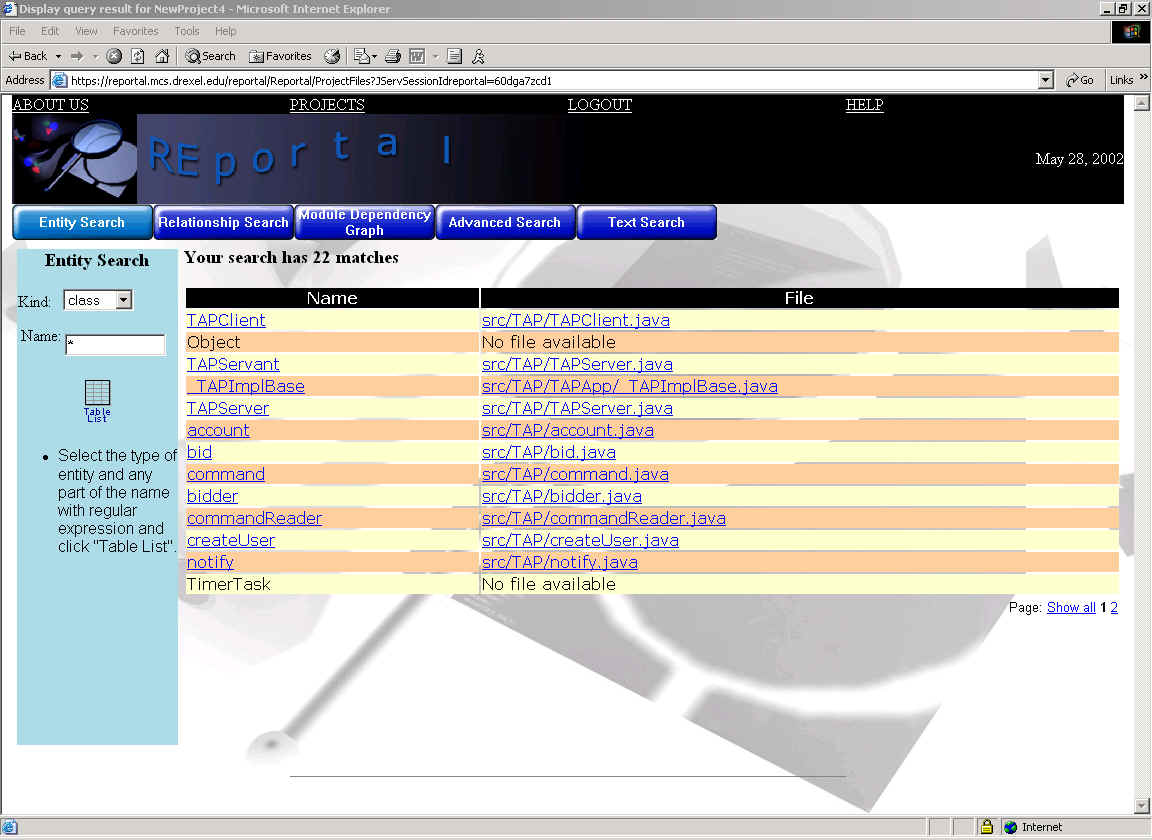 Display query result for NewProject4 - Microsoft Internet Explorer
File Edit View Favorites Tools Help
Back Search Favorites
Address https://reportal.mcs.drexel.edu/reportal/Reportal/ProjectFiles?JServSessionIdreportal=60dga7zcd1 Go Links »
ABOUT US PROJECTS LOGOUT HELP
REportal
May 28, 2002
Entity Search Relationship Search Module Dependency Graph Advanced Search Text Search
Entity Search
Kind: class
Name: *
Table
List
• Select the type of
entity and any
part of the name
with regular
expression and
click "Table List".
Your search has 22 matches
Name File
TAPClient src/TAP/TAPClient.java
Object No file available
TAPServant src/TAP/TAPServer.java
_TAPImplBase src/TAP/TAPApp/_TAPImplBase.java
TAPServer src/TAP/TAPServer.java
account src/TAP/account.java
bid src/TAP/bid.java
command src/TAP/command.java
bidder src/TAP/bidder.java
commandReader src/TAP/commandReader.java
createUser src/TAP/createUser.java
notify src/TAP/notify.java
TimerTask No file available
Page: Show all 1 2
Internet